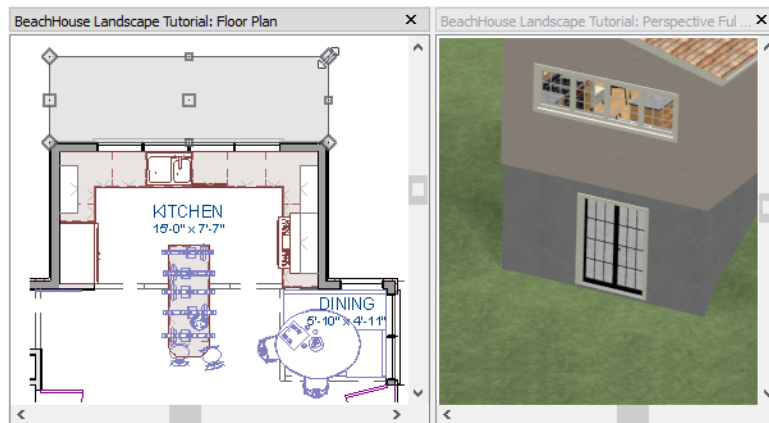 BeachHouse Landscape Tutorial: Floor Plan
BeachHouse Landscape Tutorial: Perspective Ful ...
KITCHEN
15'-0" x 7'-7"
DINING
5'-10" x 4'-11"